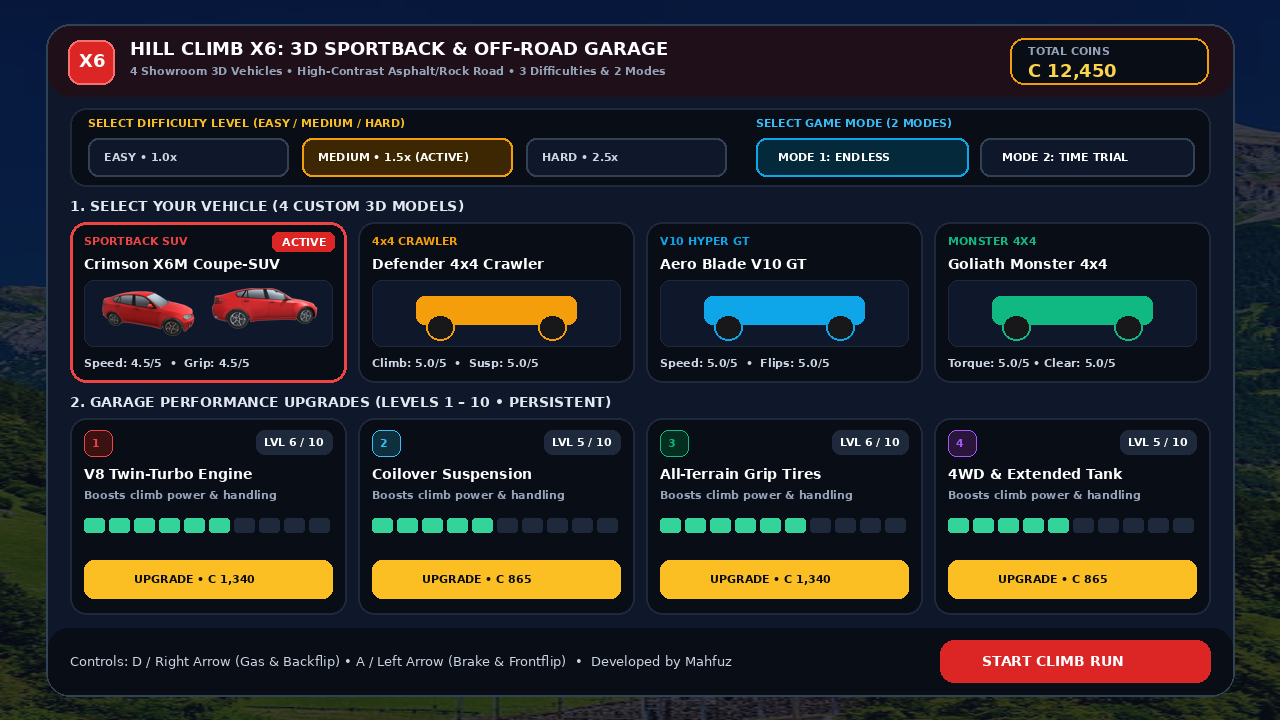 X6
HILL CLIMB X6: 3D SPORTBACK & OFF-ROAD GARAGE
4 Showroom 3D Vehicles • High-Contrast Asphalt/Rock Road • 3 Difficulties & 2 Modes
TOTAL COINS
C 12,450
SELECT DIFFICULTY LEVEL (EASY / MEDIUM / HARD)
EASY • 1.0x
MEDIUM • 1.5x (ACTIVE)
HARD • 2.5x
SELECT GAME MODE (2 MODES)
MODE 1: ENDLESS
MODE 2: TIME TRIAL
1. SELECT YOUR VEHICLE (4 CUSTOM 3D MODELS)
SPORTBACK SUV
ACTIVE
Crimson X6M Coupe-SUV
Speed: 4.5/5 • Grip: 4.5/5
4x4 CRAWLER
Defender 4x4 Crawler
Climb: 5.0/5 • Susp: 5.0/5
V10 HYPER GT
Aero Blade V10 GT
Speed: 5.0/5 • Flips: 5.0/5
MONSTER 4X4
Goliath Monster 4x4
Torque: 5.0/5 • Clear: 5.0/5
2. GARAGE PERFORMANCE UPGRADES (LEVELS 1 – 10 • PERSISTENT)
1
LVL 6 / 10
V8 Twin-Turbo Engine
Boosts climb power & handling
UPGRADE • C 1,340
2
LVL 5 / 10
Coilover Suspension
Boosts climb power & handling
UPGRADE • C 865
3
LVL 6 / 10
All-Terrain Grip Tires
Boosts climb power & handling
UPGRADE • C 1,340
4
LVL 5 / 10
4WD & Extended Tank
Boosts climb power & handling
UPGRADE • C 865
Controls: D / Right Arrow (Gas & Backflip) • A / Left Arrow (Brake & Frontflip) • Developed by Mahfuz
START CLIMB RUN